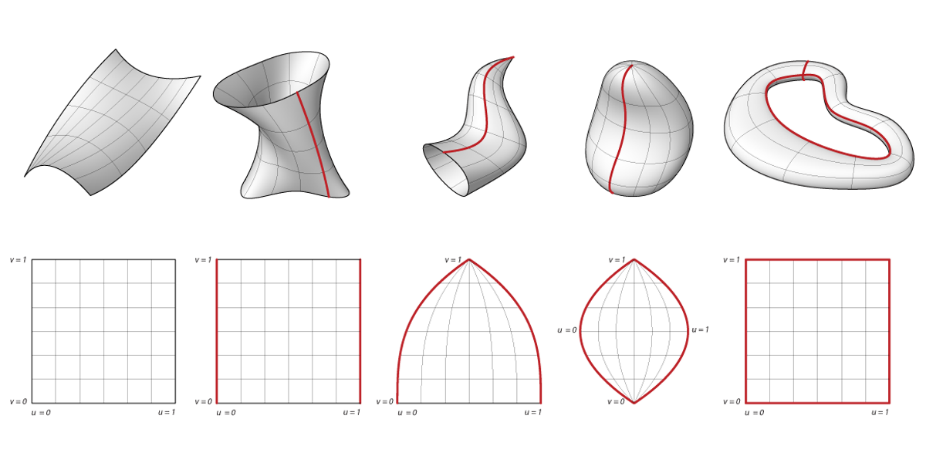 v = 1
v = 0
u = 0
u = 1
v = 1
v = 0
u = 0
u = 1
v = 1
v = 0
u = 0
u = 1
v = 1
u = 0
u = 1
v = 0
v = 1
v = 0
u = 0
u = 1